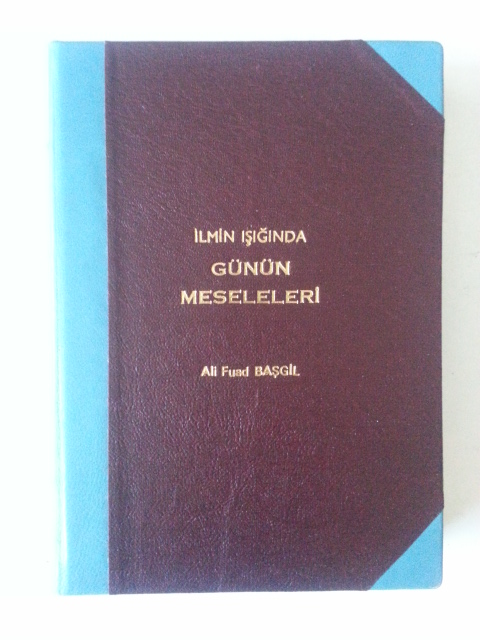 İLMİN IŞIĞINDA
GÜNÜN
MESELELERİ
Ali Fuad BAŞGİL